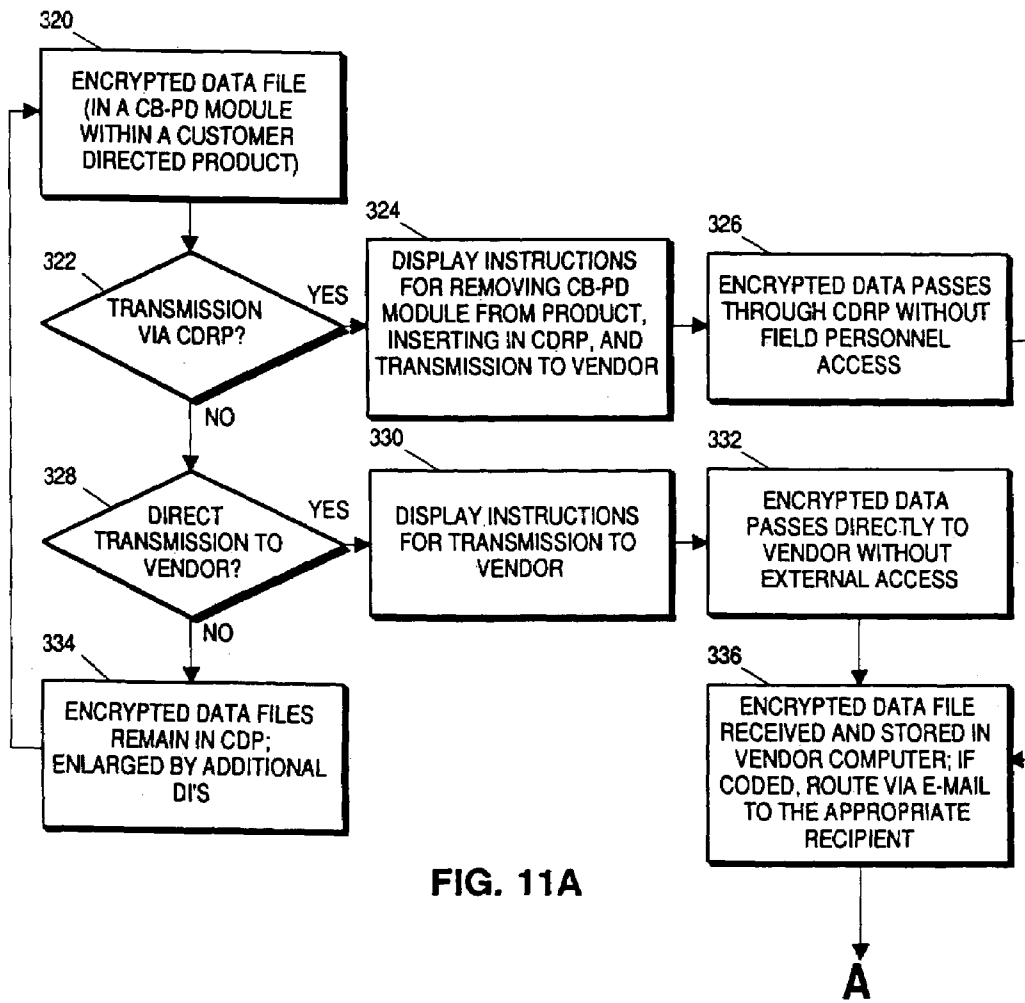 320
ENCRYPTED DATA FILE
(IN A CB-PD MODULE
WITHIN A CUSTOMER
DIRECTED PRODUCT)
322
TRANSMISSION
VIA CDRP?
YES
NO
324
DISPLAY INSTRUCTIONS
FOR REMOVING CB-PD
MODULE FROM PRODUCT,
INSERTING IN CDRP, AND
TRANSMISSION TO VENDOR
326
ENCRYPTED DATA PASSES
THROUGH CDRP WITHOUT
FIELD PERSONNEL
ACCESS
328
DIRECT
TRANSMISSION TO
VENDOR?
YES
NO
330
DISPLAY INSTRUCTIONS
FOR TRANSMISSION TO
VENDOR
332
ENCRYPTED DATA
PASSES DIRECTLY TO
VENDOR WITHOUT
EXTERNAL ACCESS
334
ENCRYPTED DATA FILES
REMAIN IN CDP;
ENLARGED BY ADDITIONAL
DI'S
336
ENCRYPTED DATA FILE
RECEIVED AND STORED IN
VENDOR COMPUTER; IF
CODED, ROUTE VIA E-MAIL
TO THE APPROPRIATE
RECIPIENT
FIG. 11A
A